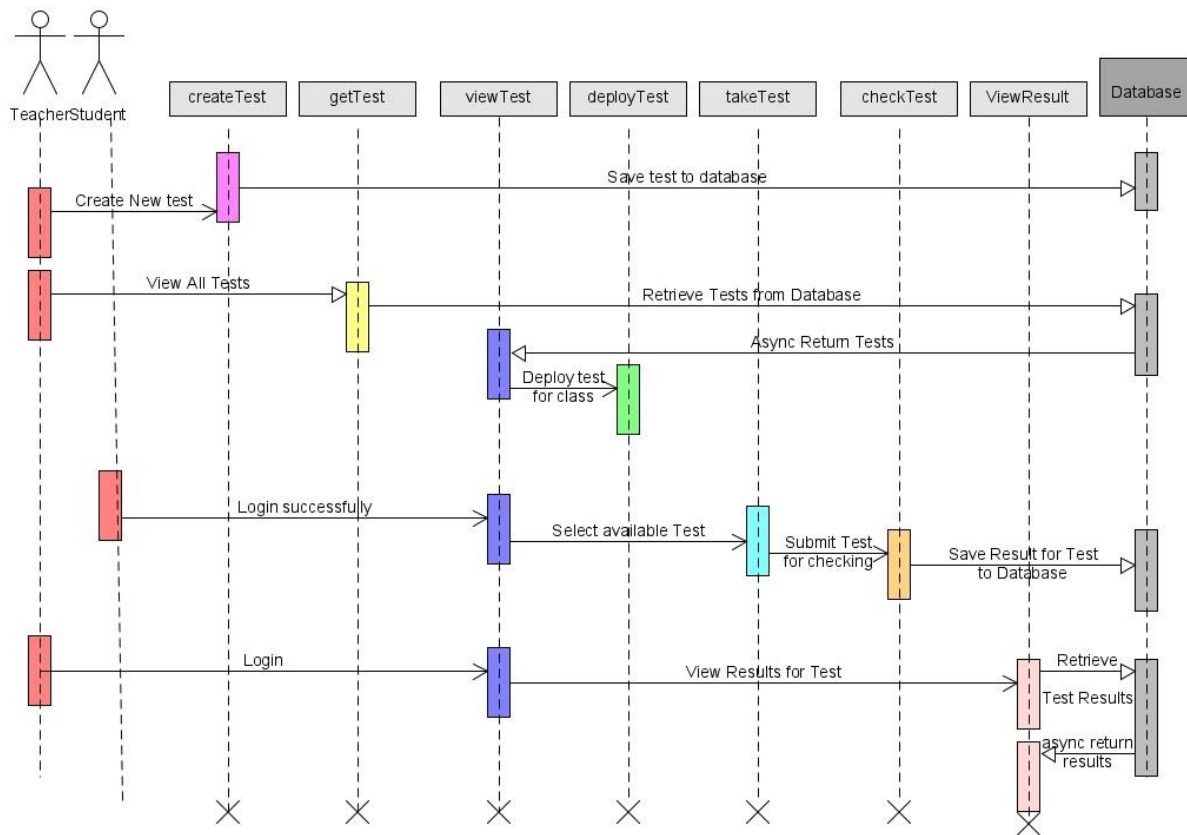 Teacher
Student
createTest
getTest
viewTest
deployTest
takeTest
checkTest
ViewResult
Database
Save test to database
Create New test
View All Tests
Retrieve Tests from Database
Async Return Tests
Deploy test
for class
Login successfully
Select available Test
Submit Test
for checking
Save Result for Test
to Database
Login
View Results for Test
Retrieve
Test Results
async return
results